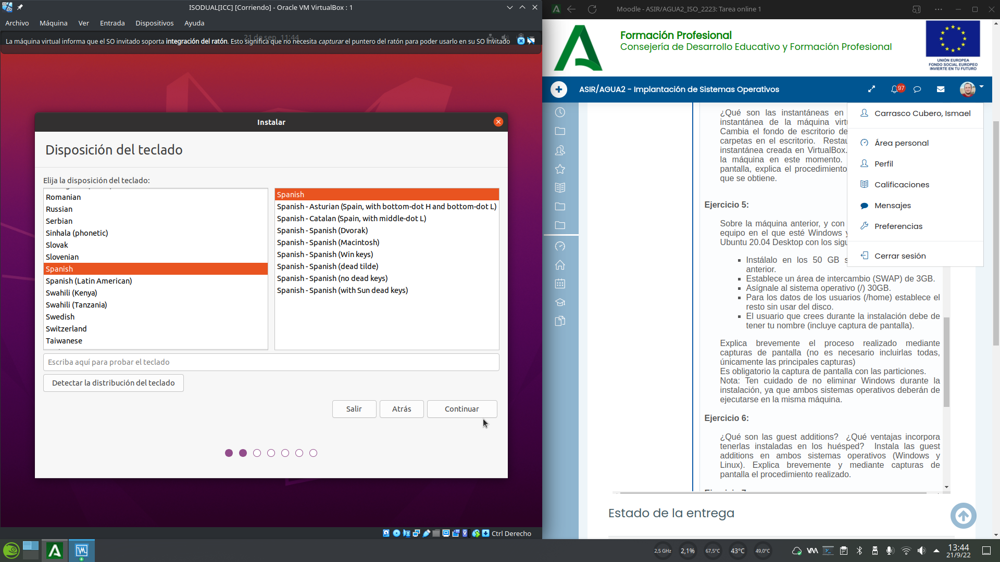 ISODUAL[ICC] [Corriendo] - Oracle VM VirtualBox : 1
Archivo Máquina Ver Entrada Dispositivos Ayuda
21 de sep 11:44
La máquina virtual informa que el SO invitado soporta integración del ratón. Esto significa que no necesita capturar el puntero del ratón para poder usarlo en su SO invitado
Instalar
Disposición del teclado
Elija la disposición del teclado:
Romanian
Russian
Serbian
Sinhala (phonetic)
Slovak
Slovenian
Spanish
Spanish (Latin American)
Swahili (Kenya)
Swahili (Tanzania)
Swedish
Switzerland
Taiwanese
Spanish
Spanish - Asturian (Spain, with bottom-dot H and bottom-dot L)
Spanish - Catalan (Spain, with middle-dot L)
Spanish - Spanish (Dvorak)
Spanish - Spanish (Macintosh)
Spanish - Spanish (Win keys)
Spanish - Spanish (dead tilde)
Spanish - Spanish (no dead keys)
Spanish - Spanish (with Sun dead keys)
Escriba aquí para probar el teclado
Detectar la distribución del teclado
Salir
Atrás
Continuar
Ctrl Derecho
Moodle - ASIR/AGUA2_ISO_2223: Tarea online 1
Formación Profesional
Consejería de Desarrollo Educativo y Formación Profesional
UNIÓN EUROPEA
FONDO SOCIAL EUROPEO
INVIERTE EN TU FUTURO
ASIR/AGUA2 - Implantación de Sistemas Operativos
97
Carrasco Cubero, Ismael
Área personal
Perfil
Calificaciones
Mensajes
Preferencias
Cerrar sesión
¿Qué son las instantáneas en
instantánea de la máquina virt
Cambia el fondo de escritorio de
carpetas en el escritorio. Restau
instantánea creada en VirtualBox.
la máquina en este momento.
pantalla, explica el procedimiento
que se obtiene.
Ejercicio 5:
Sobre la máquina anterior, y con
equipo en el que esté Windows y
Ubuntu 20.04 Desktop con los sigu
Instálalo en los 50 GB s
anterior.
Establece un área de intercambio (SWAP) de 3GB.
Asígnale al sistema operativo (/) 30GB.
Para los datos de los usuarios (/home) establece el
resto sin usar del disco.
El usuario que crees durante la instalación debe de
tener tu nombre (incluye captura de pantalla).
Explica brevemente el proceso realizado mediante
capturas de pantalla (no es necesario incluirlas todas,
únicamente las principales capturas)
Es obligatorio la captura de pantalla con las particiones.
Nota: Ten cuidado de no eliminar Windows durante la
instalación, ya que ambos sistemas operativos deberán de
ejecutarse en la misma máquina.
Ejercicio 6:
¿Qué son las guest additions? ¿Qué ventajas incorpora
tenerlas instaladas en los huésped? Instala las guest
additions en ambos sistemas operativos (Windows y
Linux). Explica brevemente y mediante capturas de
pantalla el procedimiento realizado.
Estado de la entrega
2,5 GHz
2,1%
67,5°C
43°C
49,0°C
13:44
21/9/22